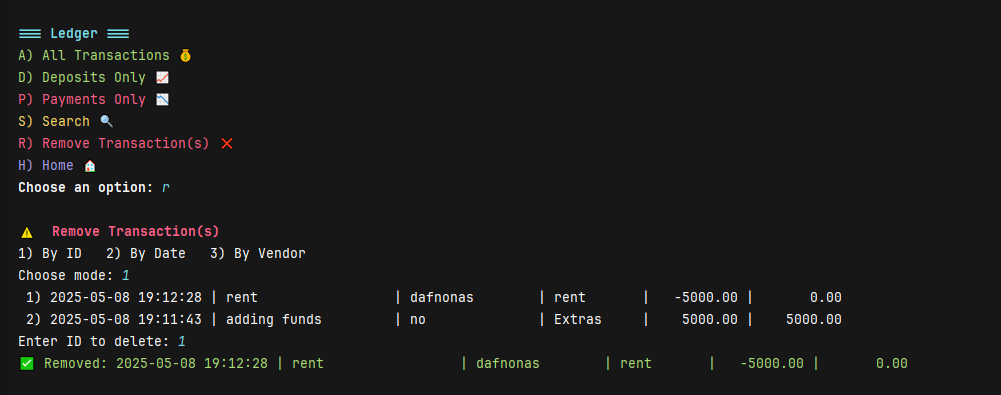 === Ledger ===
A) All Transactions 💰
D) Deposits Only 📈
P) Payments Only 📉
S) Search 🔍
R) Remove Transaction(s) ❌
H) Home 🏠
Choose an option: r
⚠️ Remove Transaction(s)
1) By ID   2) By Date   3) By Vendor
Choose mode: 1
 1) 2025-05-08 19:12:28 | rent                 | dafnonas        | rent       |   -5000.00 |       0.00
 2) 2025-05-08 19:11:43 | adding funds         | no              | Extras     |    5000.00 |    5000.00
Enter ID to delete: 1
✅ Removed: 2025-05-08 19:12:28 | rent                 | dafnonas        | rent       |   -5000.00 |       0.00